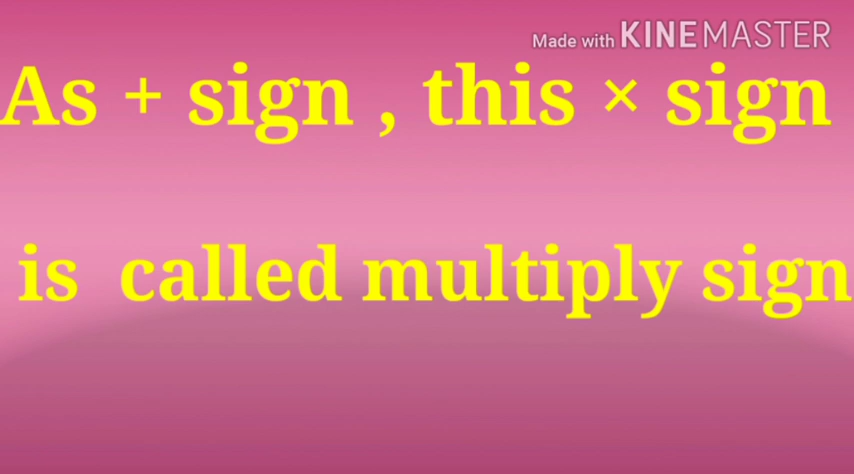 Made with KINEMASTER
As + sign , this × sign
is called multiply sign